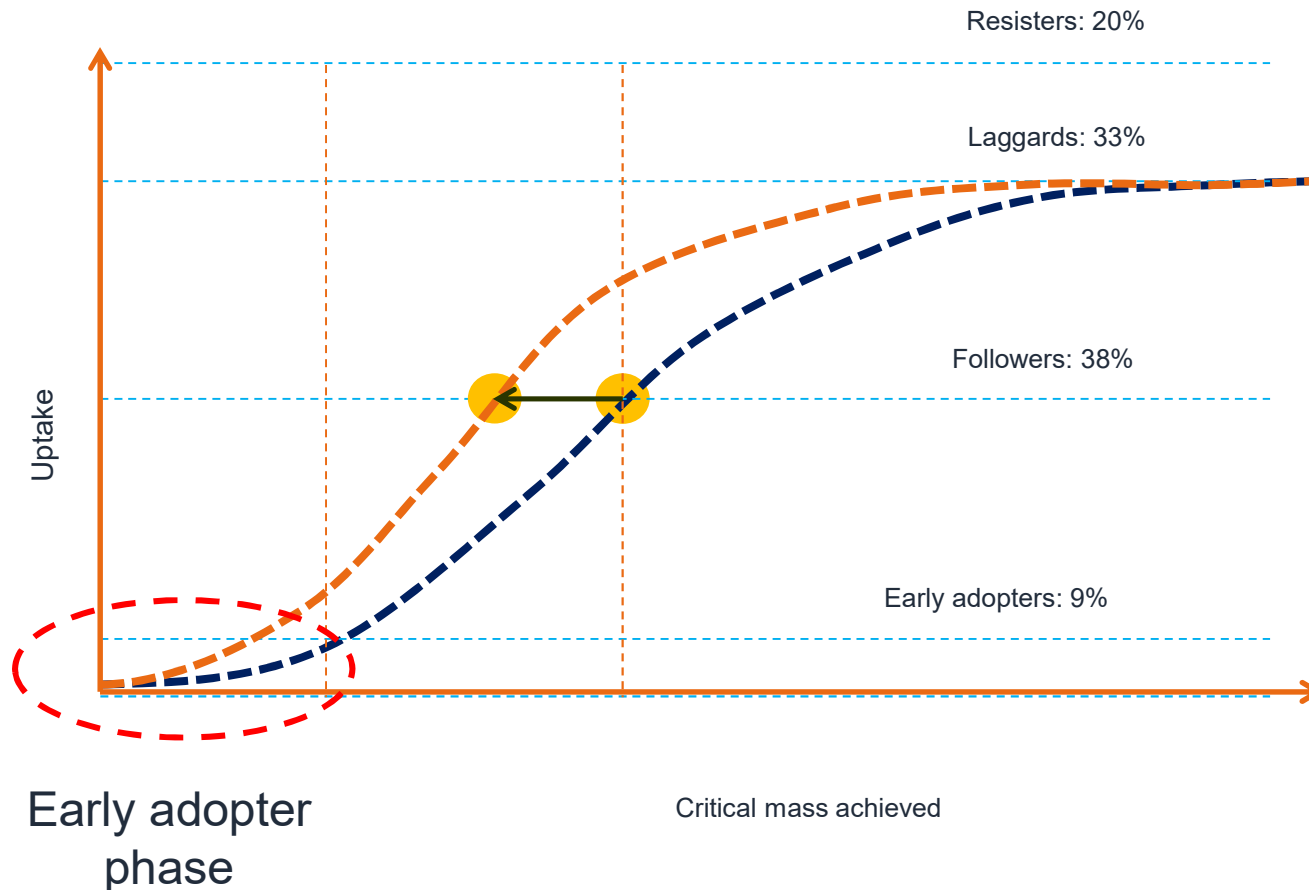 Resisters: 20%
Laggards: 33%
Followers: 38%
Uptake
Early adopters: 9%
Early adopter
phase
Critical mass achieved